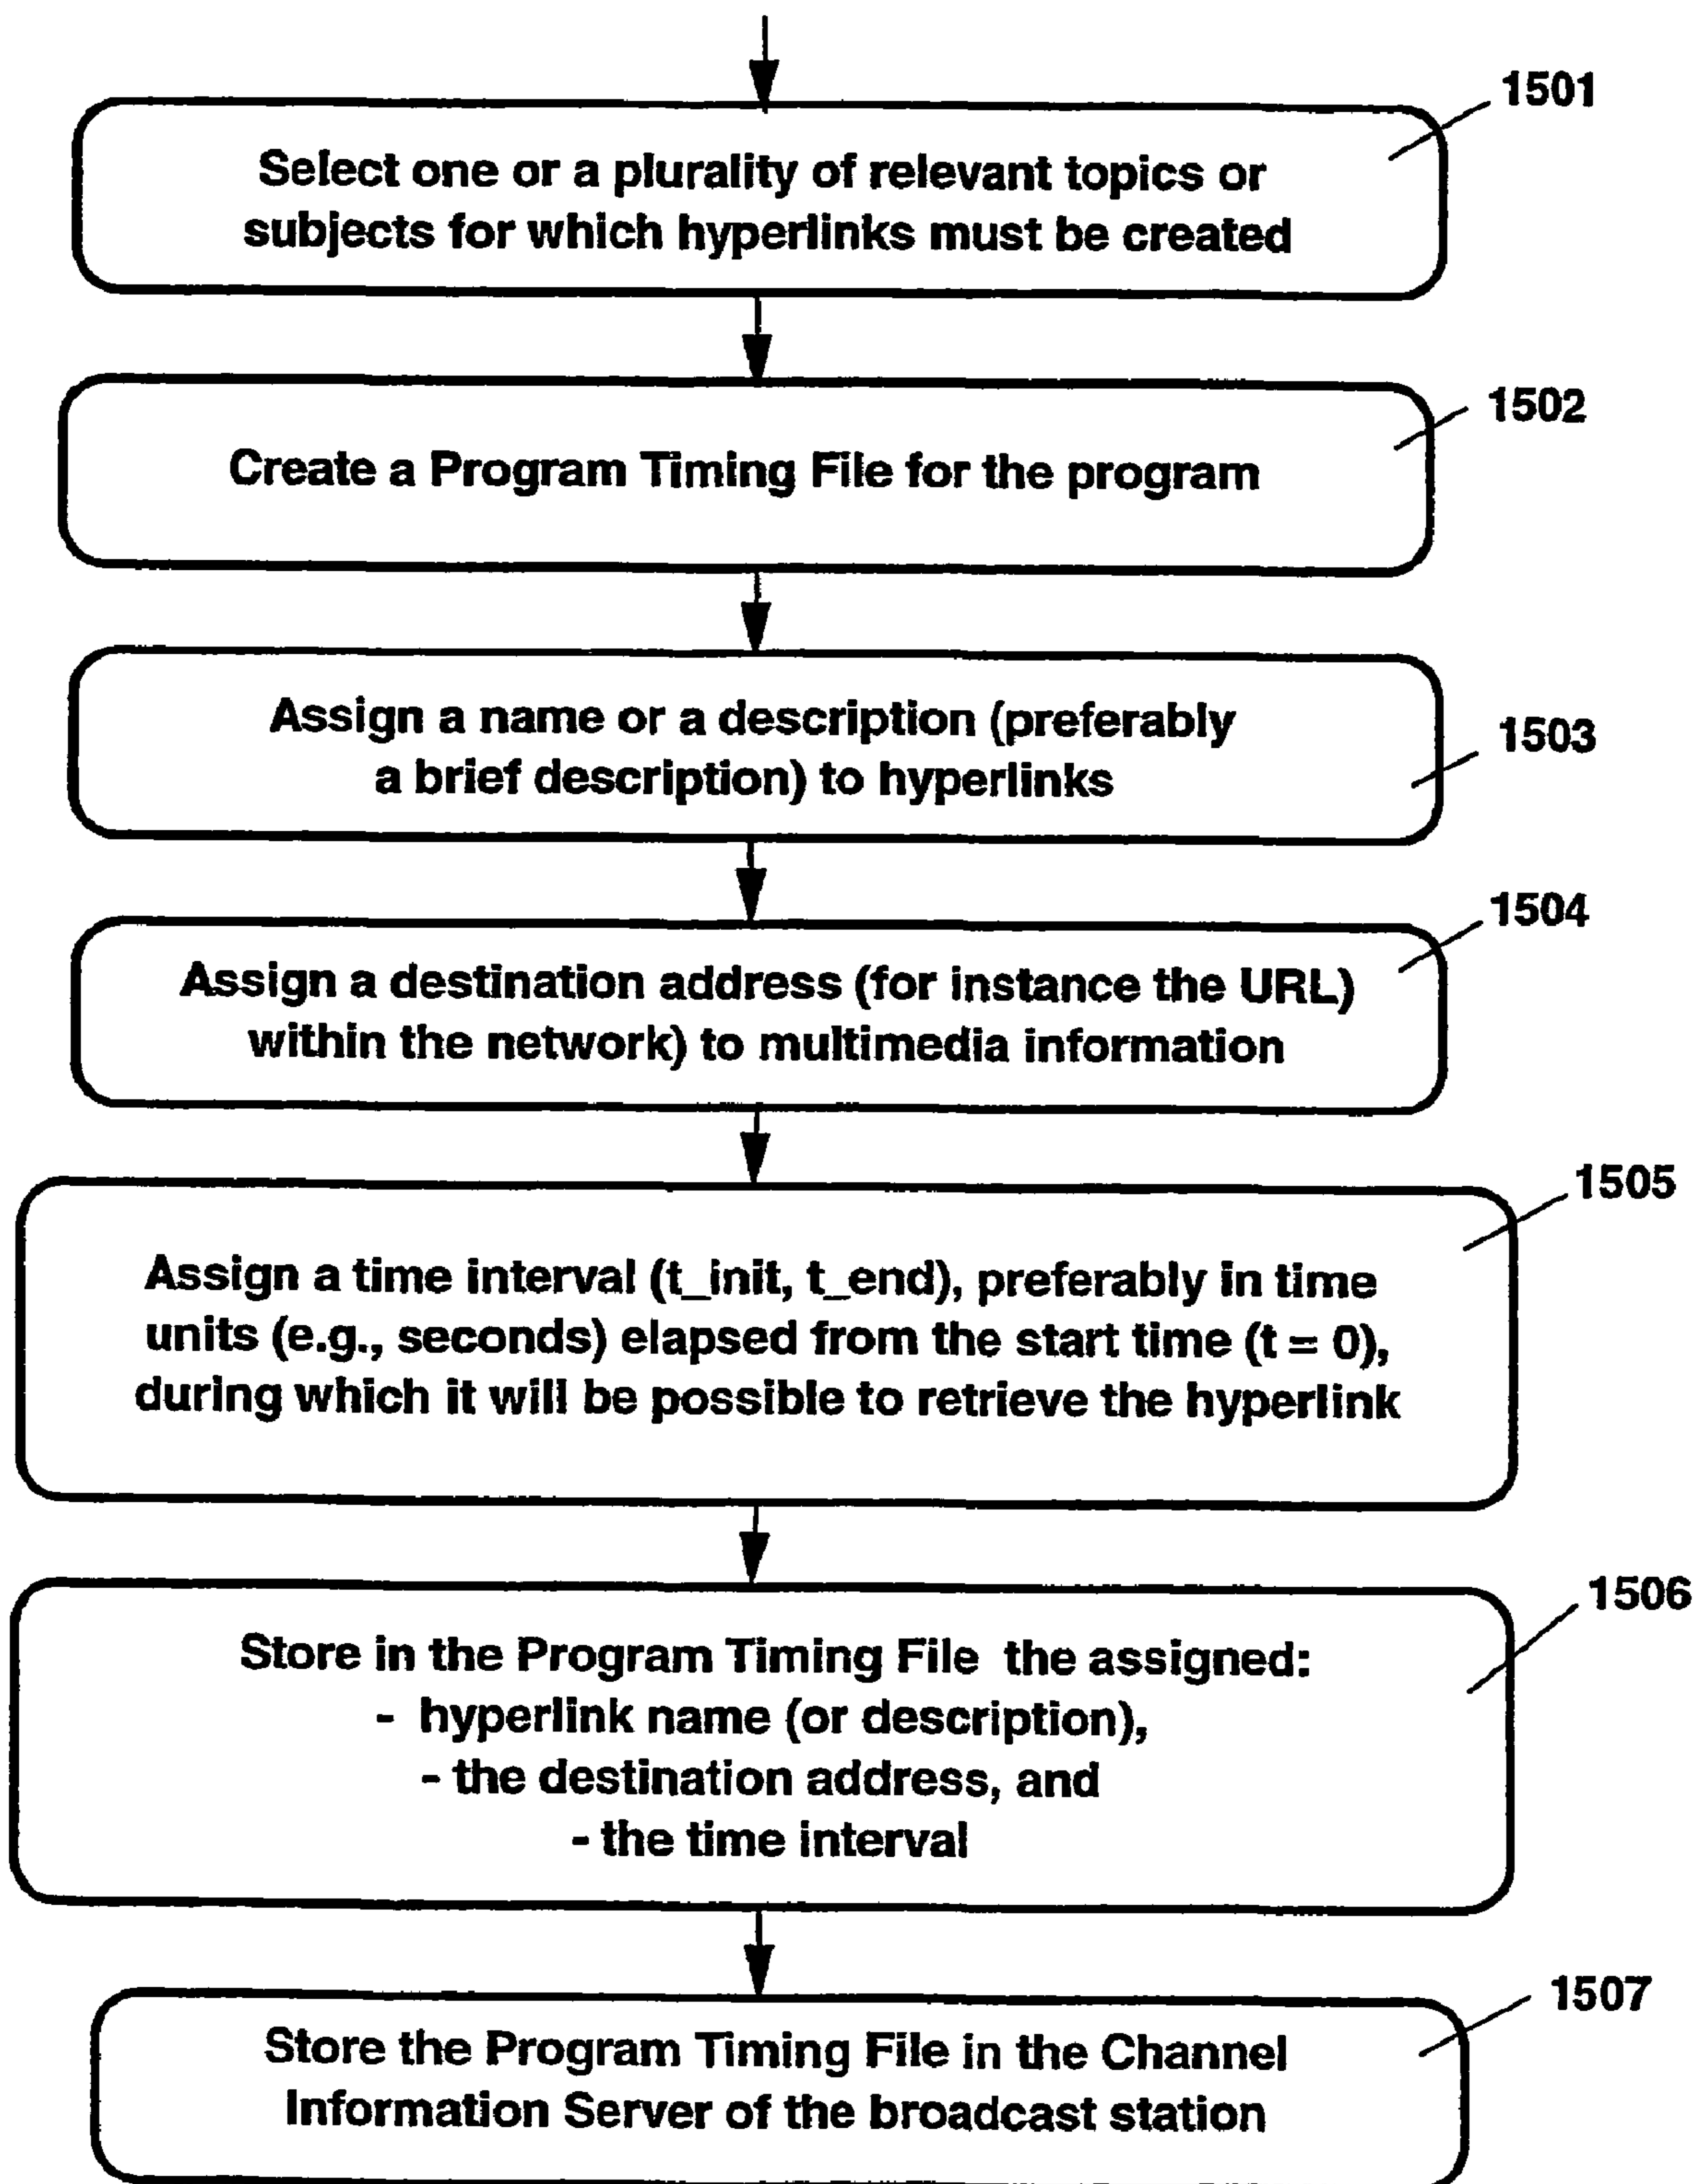 1501
Select one or a plurality of relevant topics or
subjects for which hyperlinks must be created
1502
Create a Program Timing File for the program
1503
Assign a name or a description (preferably
a brief description) to hyperlinks
1504
Assign a destination address (for instance the URL)
within the network) to multimedia information
1505
Assign a time interval (t_init, t_end), preferably in time
units (e.g., seconds) elapsed from the start time (t = 0),
during which it will be possible to retrieve the hyperlink
1506
Store in the Program Timing File the assigned:
- hyperlink name (or description),
- the destination address, and
- the time interval
1507
Store the Program Timing File in the Channel
Information Server of the broadcast station